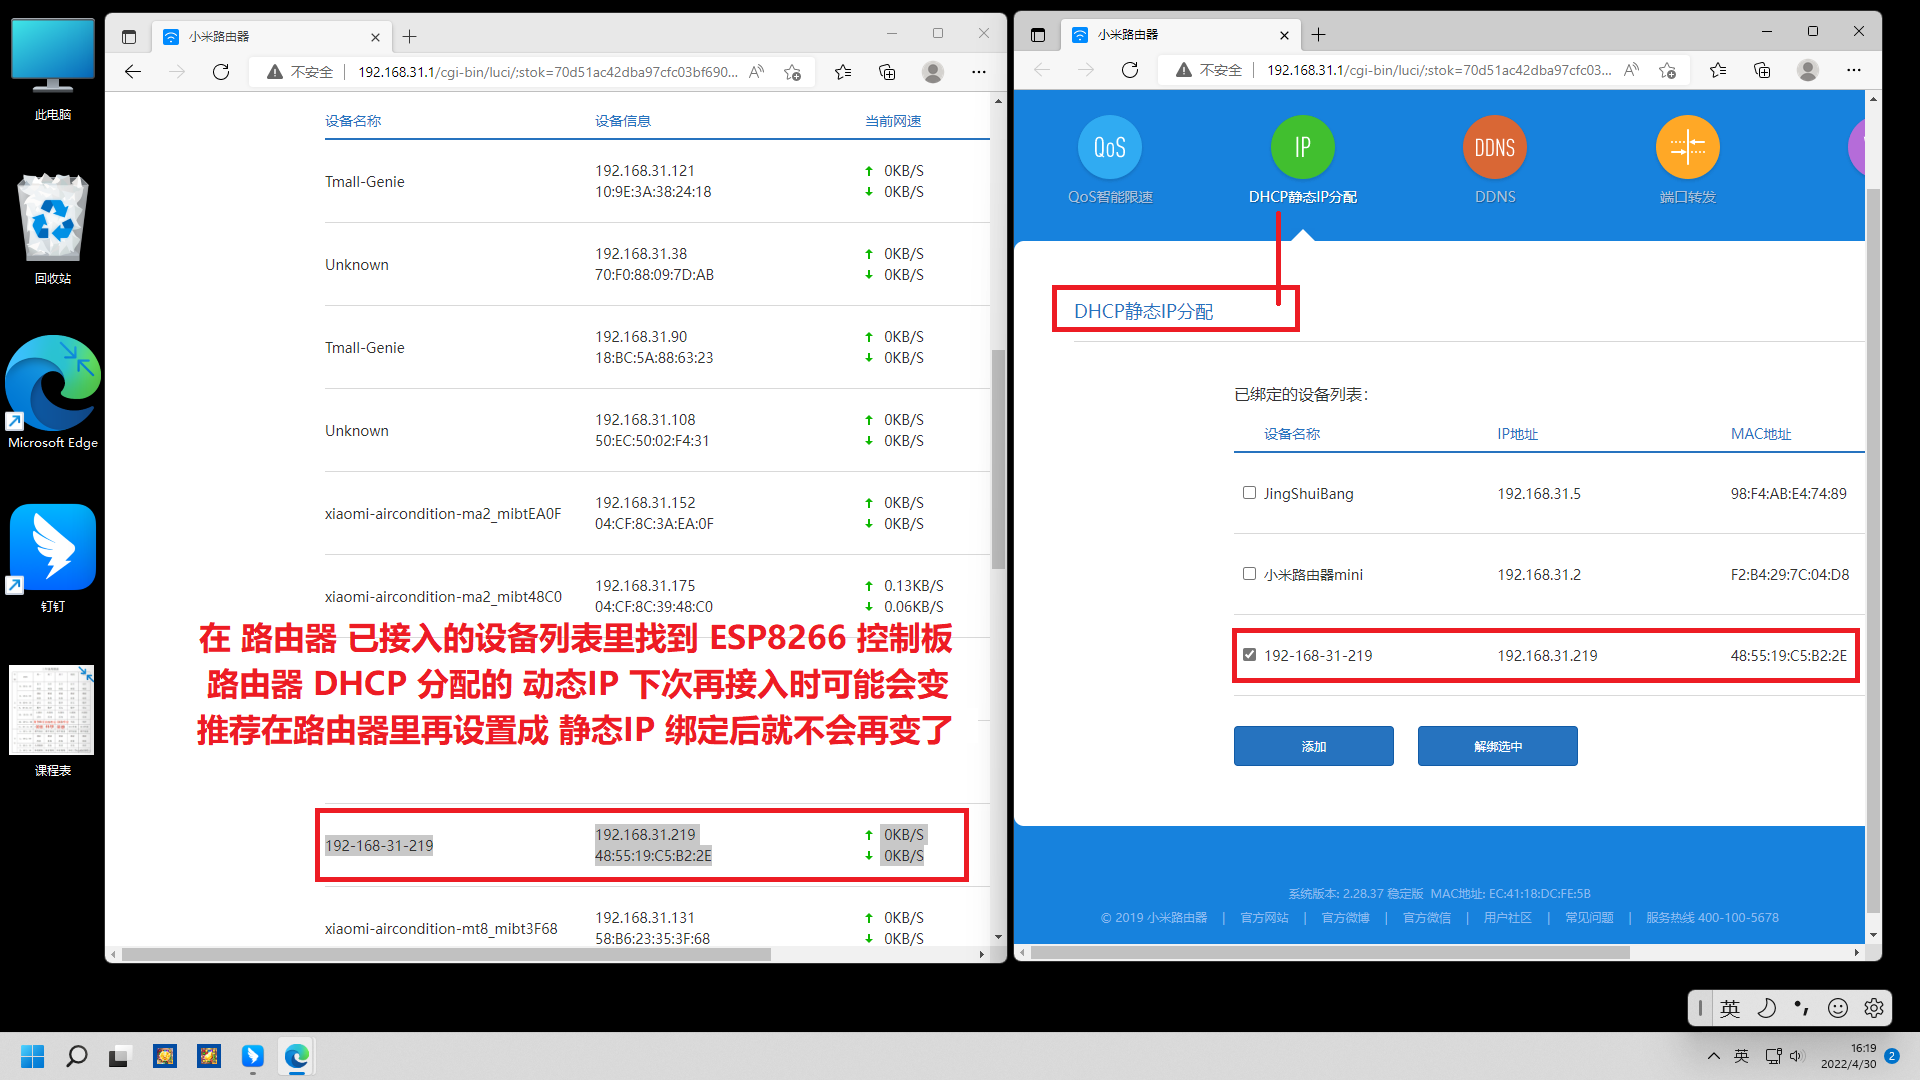 此电脑
回收站
Microsoft Edge
钉钉
课程表
小米路由器
不安全
192.168.31.1/cgi-bin/luci/;stok=70d51ac42dba97cfc03bf690...
设备名称 设备信息 当前网速
Tmall-Genie
192.168.31.121
10:9E:3A:38:24:18
0KB/S
0KB/S
Unknown
192.168.31.38
70:F0:88:09:7D:AB
0KB/S
0KB/S
Tmall-Genie
192.168.31.90
18:BC:5A:88:63:23
0KB/S
0KB/S
Unknown
192.168.31.108
50:EC:50:02:F4:31
0KB/S
0KB/S
xiaomi-aircondition-ma2_mibtEA0F
192.168.31.152
04:CF:8C:3A:EA:0F
0KB/S
0KB/S
xiaomi-aircondition-ma2_mibt48C0
192.168.31.175
04:CF:8C:39:48:C0
0.13KB/S
0.06KB/S
在 路由器 已接入的设备列表里找到 ESP8266 控制板
路由器 DHCP 分配的 动态IP 下次再接入时可能会变
推荐在路由器里再设置成 静态IP 绑定后就不会再变了
192-168-31-219
192.168.31.219
48:55:19:C5:B2:2E
0KB/S
0KB/S
xiaomi-aircondition-mt8_mibt3F68
192.168.31.131
58:B6:23:35:3F:68
0KB/S
0KB/S
小米路由器
不安全
192.168.31.1/cgi-bin/luci/;stok=70d51ac42dba97cfc03...
QoS IP DDNS
QoS智能限速 DHCP静态IP分配 DDNS 端口转发
DHCP静态IP分配
已绑定的设备列表：
设备名称 IP地址 MAC地址
JingShuiBang 192.168.31.5 98:F4:AB:E4:74:89
小米路由器mini 192.168.31.2 F2:B4:29:7C:04:D8
192-168-31-219 192.168.31.219 48:55:19:C5:B2:2E
添加 解绑选中
系统版本: 2.28.37 稳定版 MAC地址: EC:41:18:DC:FE:5B
© 2019 小米路由器 | 官方网站 | 官方微博 | 官方微信 | 用户社区 | 常见问题 | 服务热线 400-100-5678
英
英
16:19
2022/4/30
2